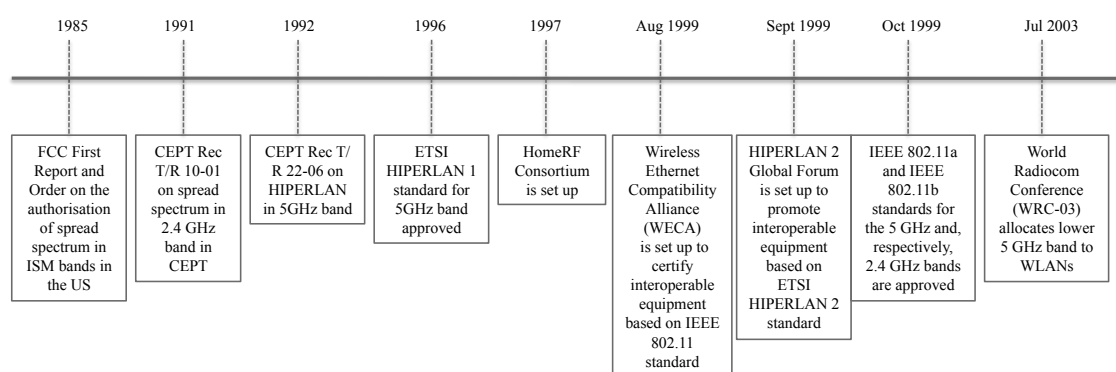 1985
1991
1992
1996
1997
Aug 1999
Sept 1999
Oct 1999
Jul 2003
FCC First
Report and
Order on the
authorisation
of spread
spectrum in
ISM bands in
the US
CEPT Rec
T/R 10-01
on spread
spectrum in
2.4 GHz
band in
CEPT
CEPT Rec T/
R 22-06 on
HIPERLAN
in 5GHz band
ETSI
HIPERLAN 1
standard for
5GHz band
approved
HomeRF
Consortium
is set up
Wireless
Ethernet
Compatibility
Alliance
(WECA)
is set up to
certify
interoperable
equipment
based on IEEE
802.11
standard
HIPERLAN 2
Global Forum
is set up to
promote
interoperable
equipment
based on
ETSI
HIPERLAN 2
standard
IEEE 802.11a
and IEEE
802.11b
standards for
the 5 GHz and,
respectively,
2.4 GHz bands
are approved
World
Radiocom
Conference
(WRC-03)
allocates lower
5 GHz band to
WLANs